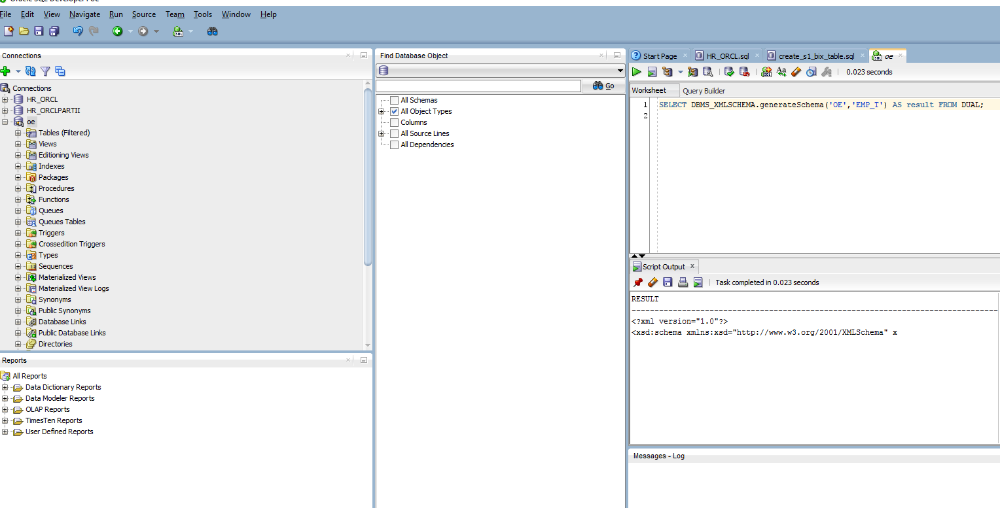 Oracle SQL Developer : oe
File Edit View Navigate Run Source Team Tools Window Help
Connections
Connections
HR_ORCL
HR_ORCLPARTII
oe
Tables (Filtered)
Views
Editioning Views
Indexes
Packages
Procedures
Functions
Queues
Queues Tables
Triggers
Crossedition Triggers
Types
Sequences
Materialized Views
Materialized View Logs
Synonyms
Public Synonyms
Database Links
Public Database Links
Directories
Reports
All Reports
Data Dictionary Reports
Data Modeler Reports
OLAP Reports
TimesTen Reports
User Defined Reports
Find Database Object
Go
All Schemas
All Object Types
Columns
All Source Lines
All Dependencies
Start Page HR_ORCL.sql create_s1_bix_table.sql oe
0.023 seconds
Worksheet Query Builder
1 SELECT DBMS_XMLSCHEMA.generateSchema('OE','EMP_T') AS result FROM DUAL;
2
Script Output
Task completed in 0.023 seconds
RESULT
--------------------------------------------------------------------------------
<?xml version="1.0"?>
<xsd:schema xmlns:xsd="http://www.w3.org/2001/XMLSchema" x
Messages - Log